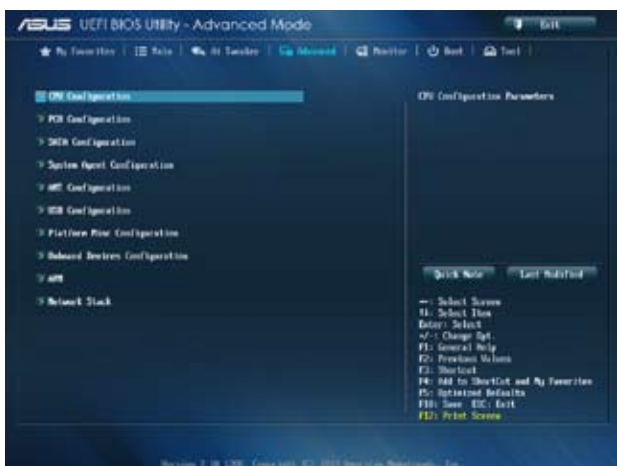 ASUS UEFI BIOS Utility - Advanced Mode
Exit
My Favorites Main Ai Tweaker Advanced Monitor Boot Tool
CPU Configuration
PCH Configuration
SATA Configuration
System Agent Configuration
AMT Configuration
USB Configuration
Platform Misc Configuration
Onboard Devices Configuration
APM
Network Stack
CPU Configuration Parameters
Quick Note Last Modified
→←: Select Screen
↑↓: Select Item
Enter: Select
+/-: Change Opt.
F1: General Help
F2: Previous Values
F3: Shortcut
F4: Add to ShortCut and My Favorites
F5: Optimized Defaults
F10: Save ESC: Exit
F12: Print Screen